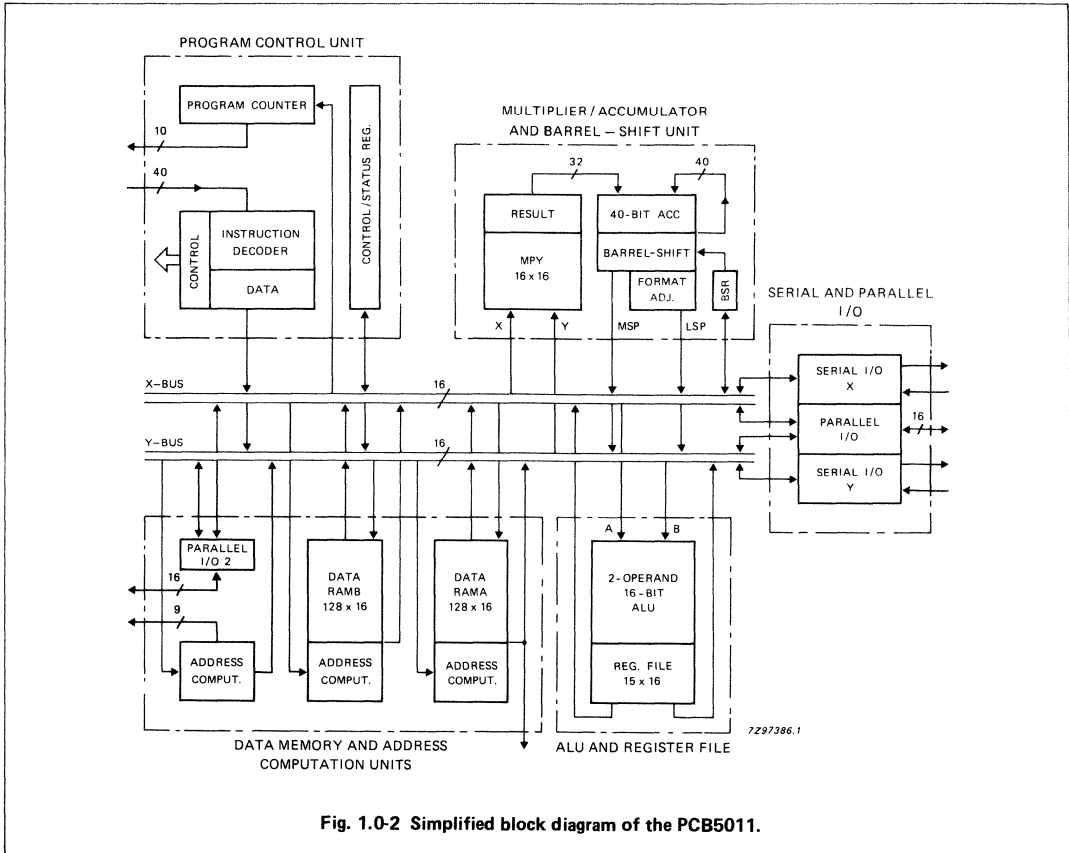 PROGRAM CONTROL UNIT
PROGRAM COUNTER
10
40
CONTROL
INSTRUCTION
DECODER
DATA
CONTROL/STATUS REG.
MULTIPLIER/ACCUMULATOR
AND BARREL – SHIFT UNIT
32
40
RESULT
40-BIT ACC
MPY
16 x 16
BARREL-SHIFT
FORMAT
ADJ.
BSR
X
Y
MSP
LSP
SERIAL AND PARALLEL
I/O
SERIAL I/O
X
PARALLEL
I/O
16
SERIAL I/O
Y
X-BUS
16
Y-BUS
16
PARALLEL
I/O 2
16
9
ADDRESS
COMPUT.
DATA
RAMB
128 x 16
ADDRESS
COMPUT.
DATA
RAMA
128 x 16
ADDRESS
COMPUT.
A
B
2-OPERAND
16-BIT
ALU
REG. FILE
15 x 16
7Z97386.1
DATA MEMORY AND ADDRESS
COMPUTATION UNITS
ALU AND REGISTER FILE
Fig. 1.0-2 Simplified block diagram of the PCB5011.